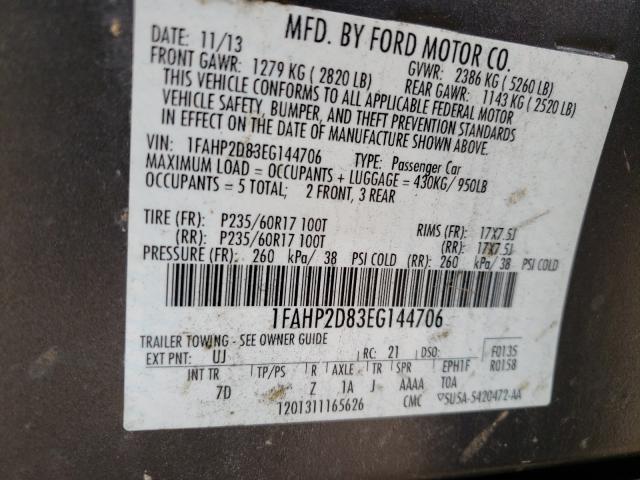 MFD. BY FORD MOTOR CO.
DATE: 11/13 GVWR: 2386 KG ( 5260 LB)
FRONT GAWR: 1279 KG ( 2820 LB) REAR GAWR: 1143 KG ( 2520 LB)
THIS VEHICLE CONFORMS TO ALL APPLICABLE FEDERAL MOTOR
VEHICLE SAFETY, BUMPER, AND THEFT PREVENTION STANDARDS
IN EFFECT ON THE DATE OF MANUFACTURE SHOWN ABOVE.
VIN: 1FAHP2D83EG144706 TYPE: Passenger Car
MAXIMUM LOAD = OCCUPANTS + LUGGAGE = 430KG/ 950LB
OCCUPANTS = 5 TOTAL; 2 FRONT, 3 REAR
TIRE (FR): P235/60R17 100T RIMS (FR): 17X7.5J
(RR): P235/60R17 100T (RR): 17X7.5J
PRESSURE (FR): 260 kPa/ 38 PSI COLD (RR): 260 kPa/ 38 PSI COLD
1FAHP2D83EG144706
TRAILER TOWING - SEE OWNER GUIDE
EXT PNT: UJ RC: 21 DSO: F0135
R0158
INT TR TP/PS R AXLE TR SPR EPH1F
7D Z 1A J AAAA T0A
1201311165626 CMC SU5A-5420472-AA